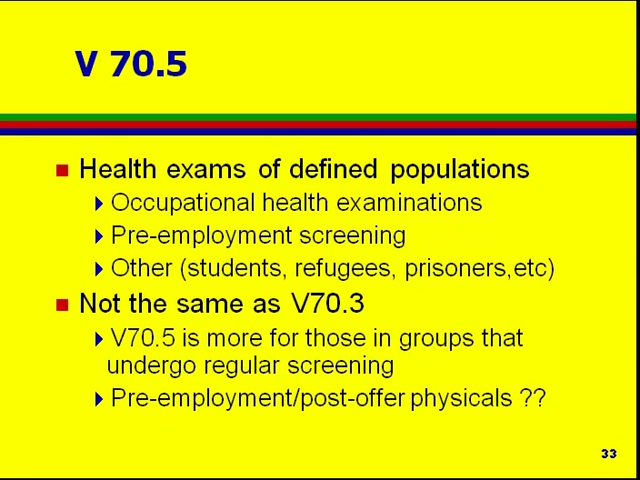 V 70.5
Health exams of defined populations
Occupational health examinations
Pre-employment screening
Other (students, refugees, prisoners,etc)
Not the same as V70.3
V70.5 is more for those in groups that
undergo regular screening
Pre-employment/post-offer physicals ??
33